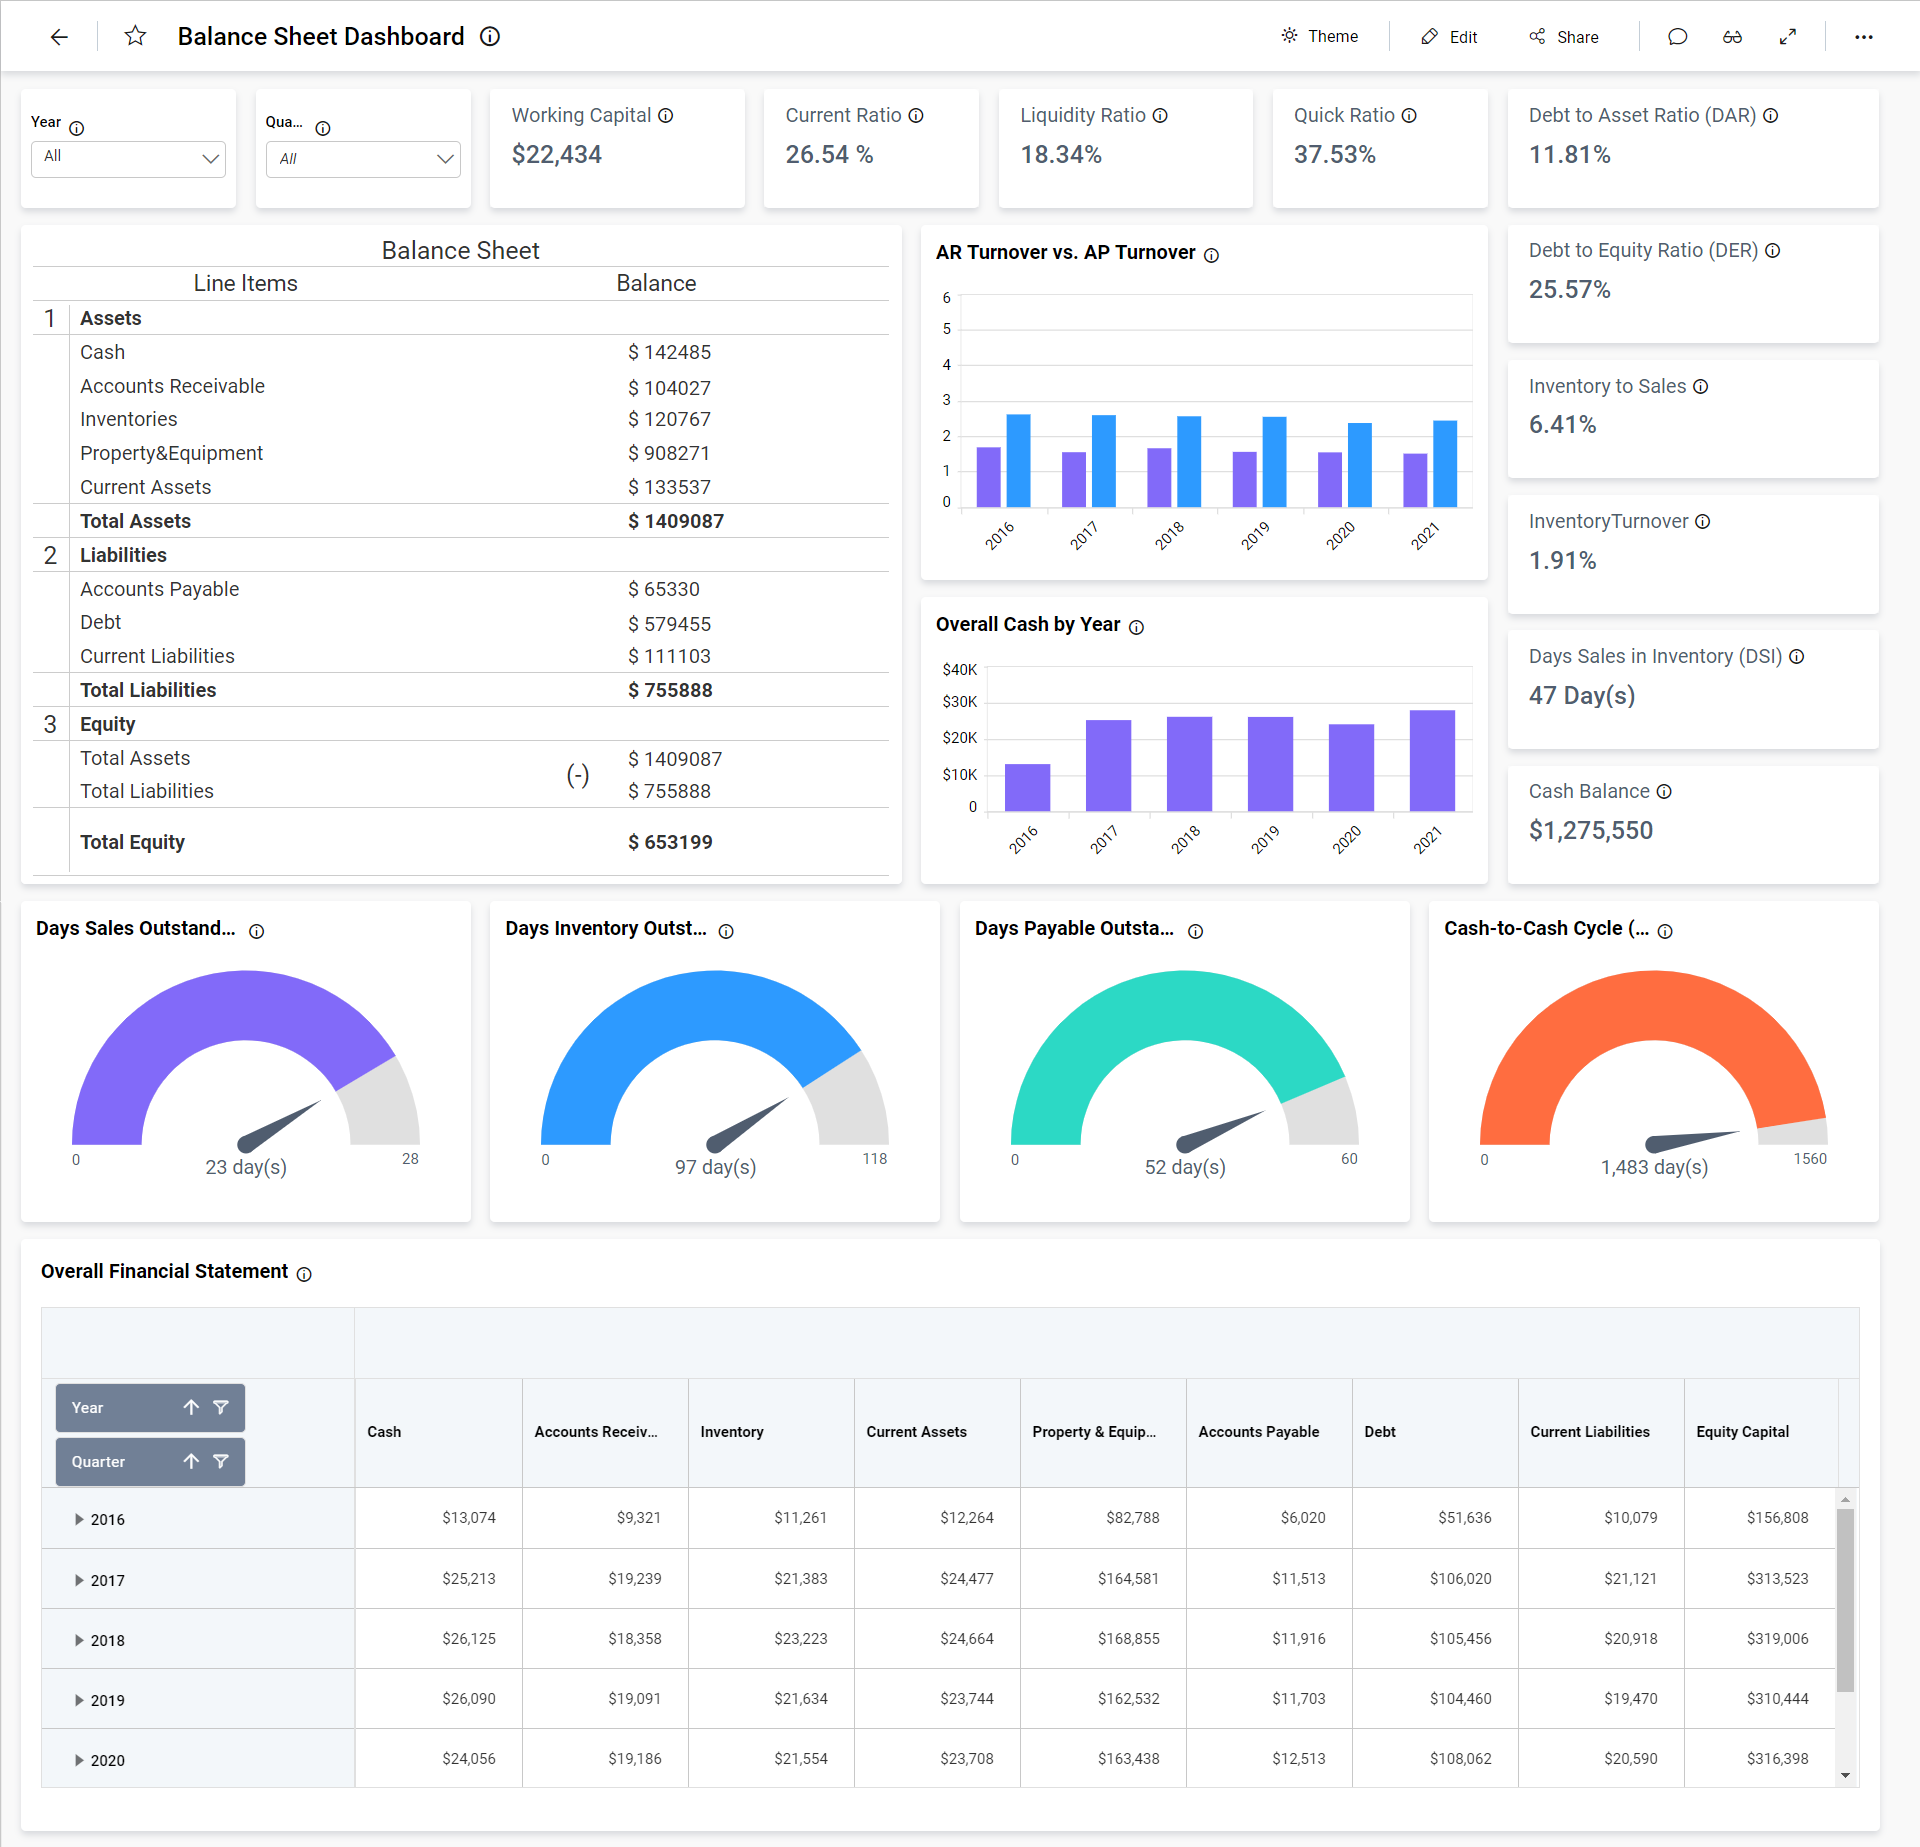 Balance Sheet Dashboard
Theme
Edit
Share
Year
All
Qua...
All
Working Capital
$22,434
Current Ratio
26.54 %
Liquidity Ratio
18.34%
Quick Ratio
37.53%
Debt to Asset Ratio (DAR)
11.81%
Balance Sheet
Line Items Balance
1 Assets
Cash $ 142485
Accounts Receivable $ 104027
Inventories $ 120767
Property&Equipment $ 908271
Current Assets $ 133537
Total Assets $ 1409087
2 Liabilities
Accounts Payable $ 65330
Debt $ 579455
Current Liabilities $ 111103
Total Liabilities $ 755888
3 Equity
Total Assets $ 1409087
(-)
Total Liabilities $ 755888
Total Equity $ 653199
AR Turnover vs. AP Turnover
6
5
4
3
2
1
0
2016 2017 2018 2019 2020 2021
Overall Cash by Year
$40K
$30K
$20K
$10K
0
2016 2017 2018 2019 2020 2021
Debt to Equity Ratio (DER)
25.57%
Inventory to Sales
6.41%
InventoryTurnover
1.91%
Days Sales in Inventory (DSI)
47 Day(s)
Cash Balance
$1,275,550
Days Sales Outstand...
0 28
23 day(s)
Days Inventory Outst...
0 118
97 day(s)
Days Payable Outsta...
0 60
52 day(s)
Cash-to-Cash Cycle (...
0 1560
1,483 day(s)
Overall Financial Statement
Year
Quarter
Cash Accounts Receiv... Inventory Current Assets Property & Equip... Accounts Payable Debt Current Liabilities Equity Capital
2016 $13,074 $9,321 $11,261 $12,264 $82,788 $6,020 $51,636 $10,079 $156,808
2017 $25,213 $19,239 $21,383 $24,477 $164,581 $11,513 $106,020 $21,121 $313,523
2018 $26,125 $18,358 $23,223 $24,664 $168,855 $11,916 $105,456 $20,918 $319,006
2019 $26,090 $19,091 $21,634 $23,744 $162,532 $11,703 $104,460 $19,470 $310,444
2020 $24,056 $19,186 $21,554 $23,708 $163,438 $12,513 $108,062 $20,590 $316,398